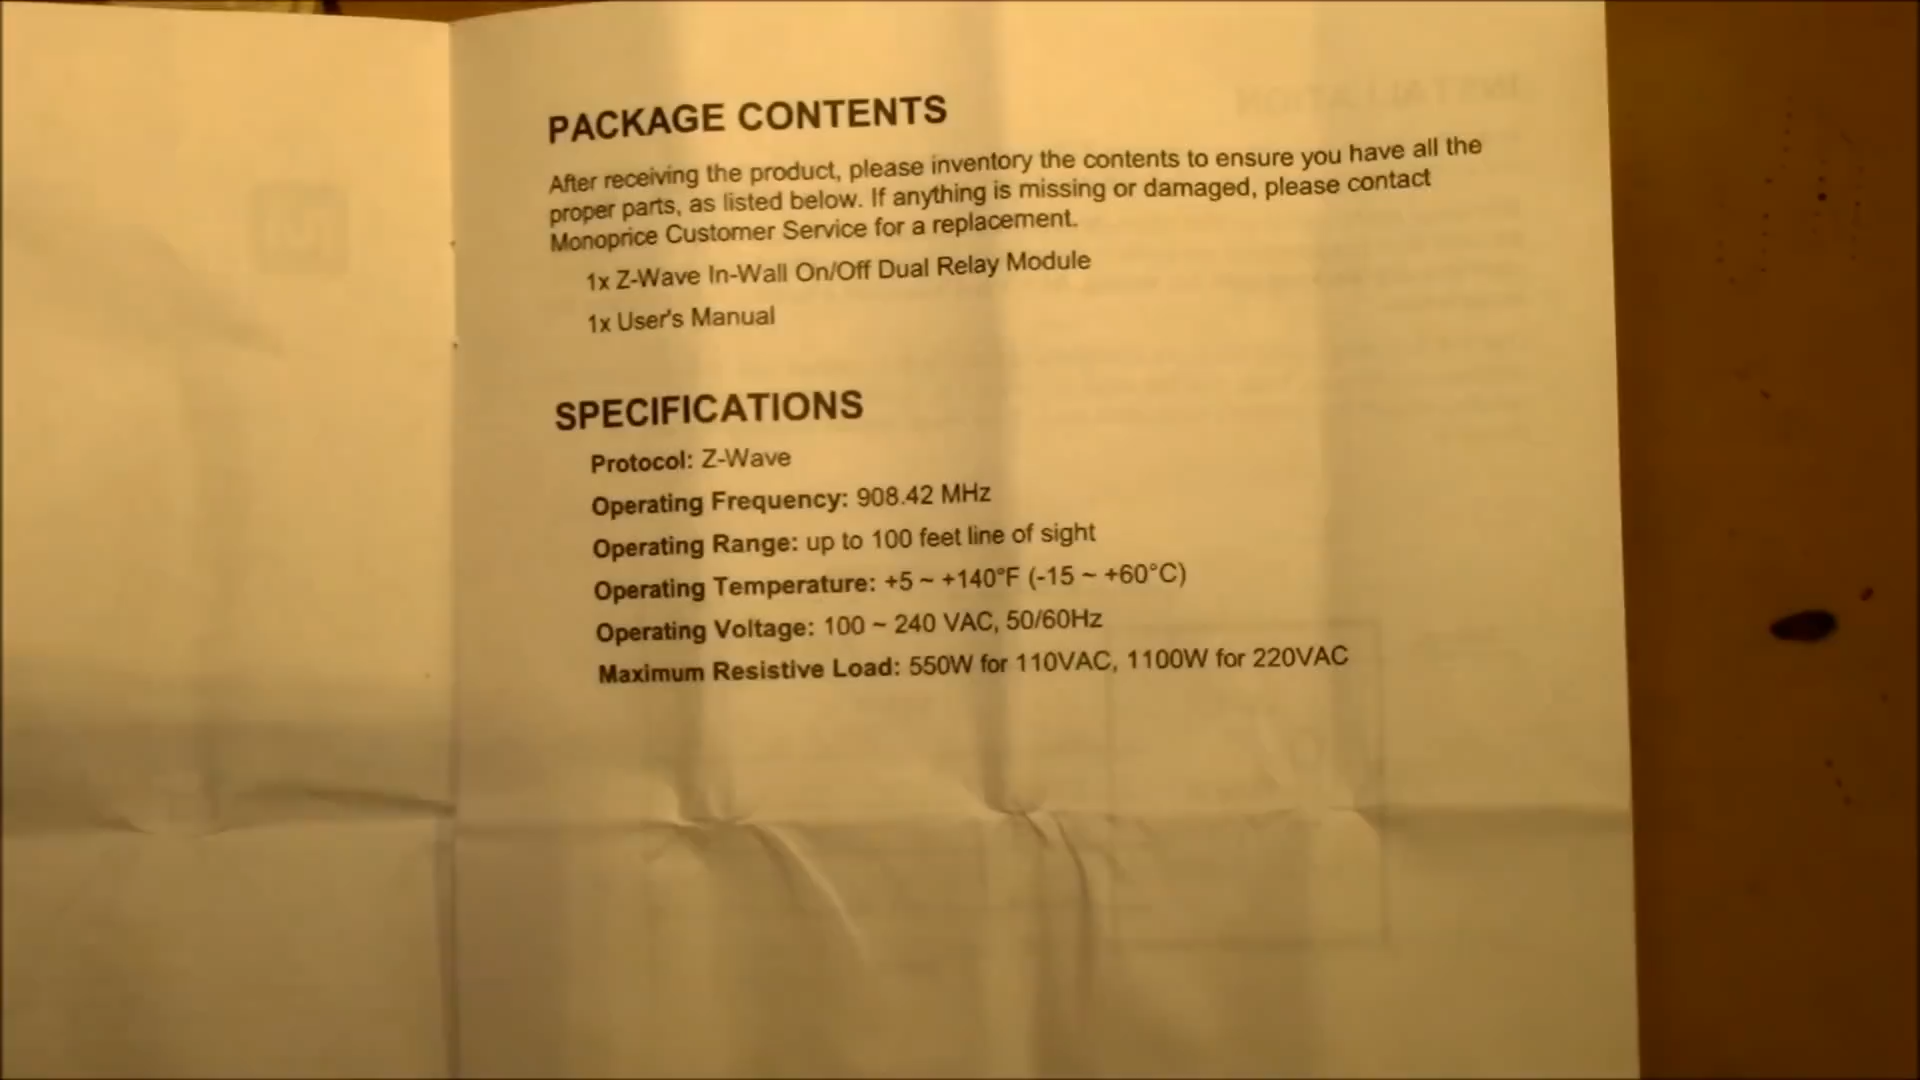 PACKAGE CONTENTS
After receiving the product, please inventory the contents to ensure you have all the
proper parts, as listed below. If anything is missing or damaged, please contact
Monoprice Customer Service for a replacement.
1x Z-Wave In-Wall On/Off Dual Relay Module
1x User's Manual
SPECIFICATIONS
Protocol: Z-Wave
Operating Frequency: 908.42 MHz
Operating Range: up to 100 feet line of sight
Operating Temperature: +5 ~ +140°F (-15 ~ +60°C)
Operating Voltage: 100 ~ 240 VAC, 50/60Hz
Maximum Resistive Load: 550W for 110VAC, 1100W for 220VAC